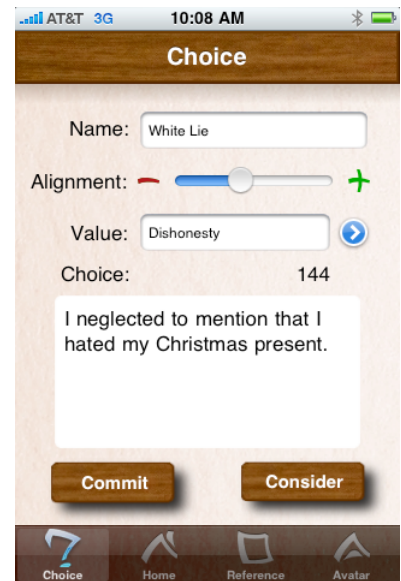 AT&T 3G 10:08 AM
Choice
Name: White Lie
Alignment:
Value: Dishonesty
Choice: 144
I neglected to mention that I
hated my Christmas present.
Commit Consider
Choice Home Reference Avatar